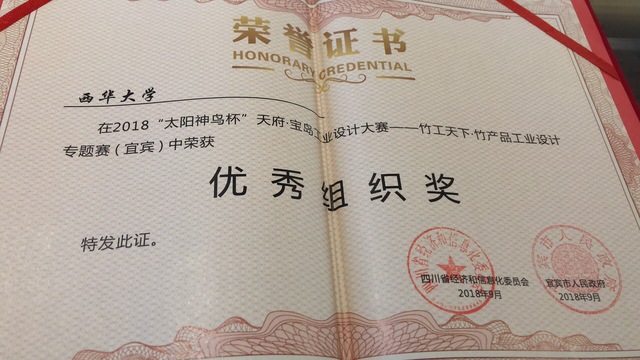 荣誉证书
HONORARY CREDENTIAL
西华大学
在2018“太阳神鸟杯”天府·宝岛工业设计大赛——竹工天下·竹产品工业设计
专题赛（宜宾）中荣获
优秀组织奖
特发此证。
四川省经济和信息化委员会
2018年9月
宜宾市人民政府
2018年9月